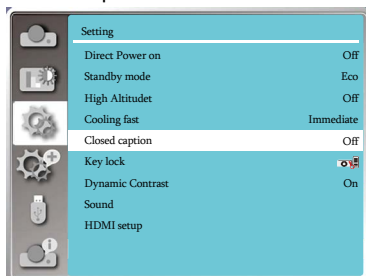 Setting
Direct Power on Off
Standby mode Eco
High Altitudet Off
Cooling fast Immediate
Closed caption Off
Key lock
Dynamic Contrast On
Sound
HDMI setup